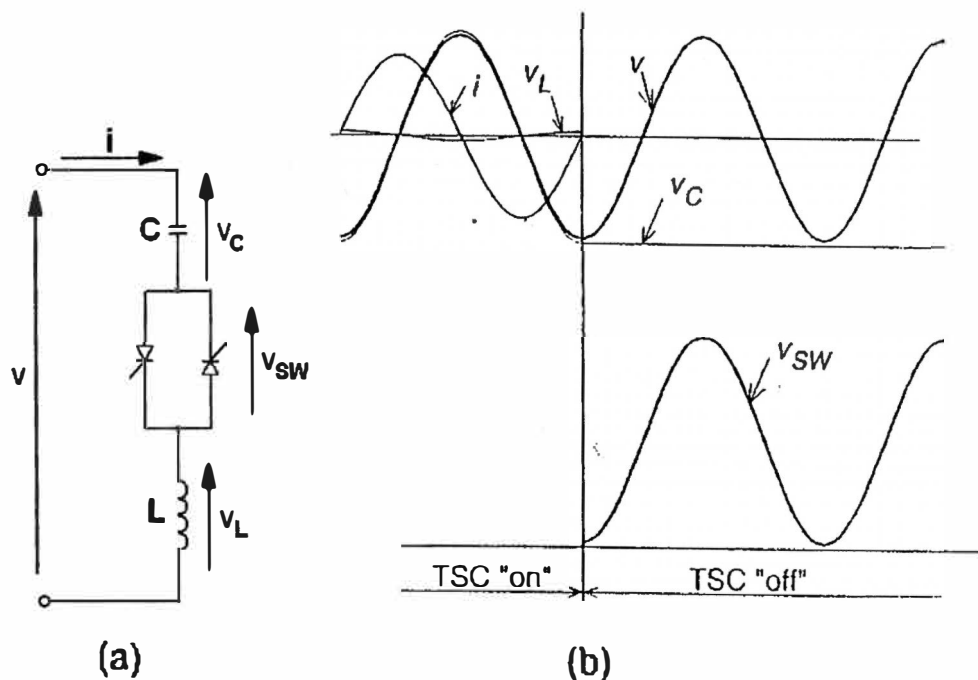 i
C
v_C
v_SW
v
L
v_L
(a)
i
v_L
v
v_C
v_SW
TSC "on"
TSC "off"
(b)